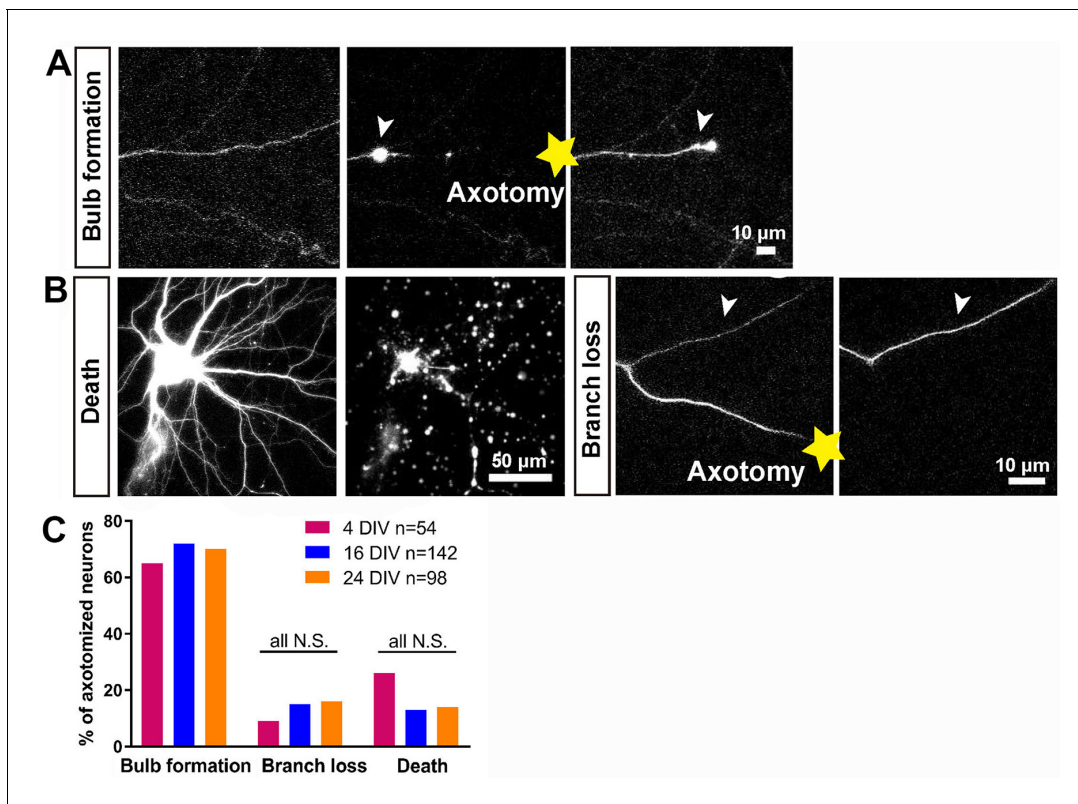 A
Bulb formation
Axotomy
10 µm
B
Death
50 µm
Branch loss
Axotomy
10 µm
C
% of axotomized neurons
80
60
40
20
0
4 DIV n=54
16 DIV n=142
24 DIV n=98
all N.S.
all N.S.
Bulb formation Branch loss Death